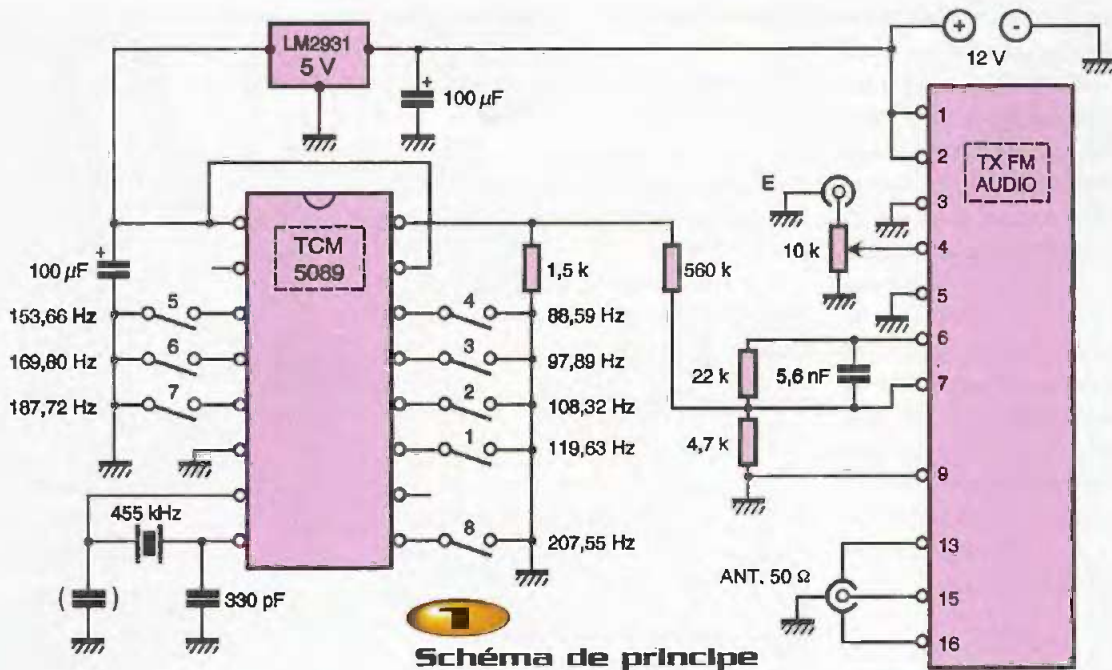 LM2931
5 V
+
100 µF
+ -
12 V
TCM
5089
+
100 µF
153,66 Hz
5
169,80 Hz
6
187,72 Hz
7
455 kHz
( )
330 pF
4
88,59 Hz
3
97,89 Hz
2
108,32 Hz
1
119,63 Hz
8
207,55 Hz
1,5 k
560 k
E
10 k
22 k
5,6 nF
4,7 k
ANT. 50 Ω
TX FM
AUDIO
1
2
3
4
5
6
7
9
13
15
16
1
Schéma de principe